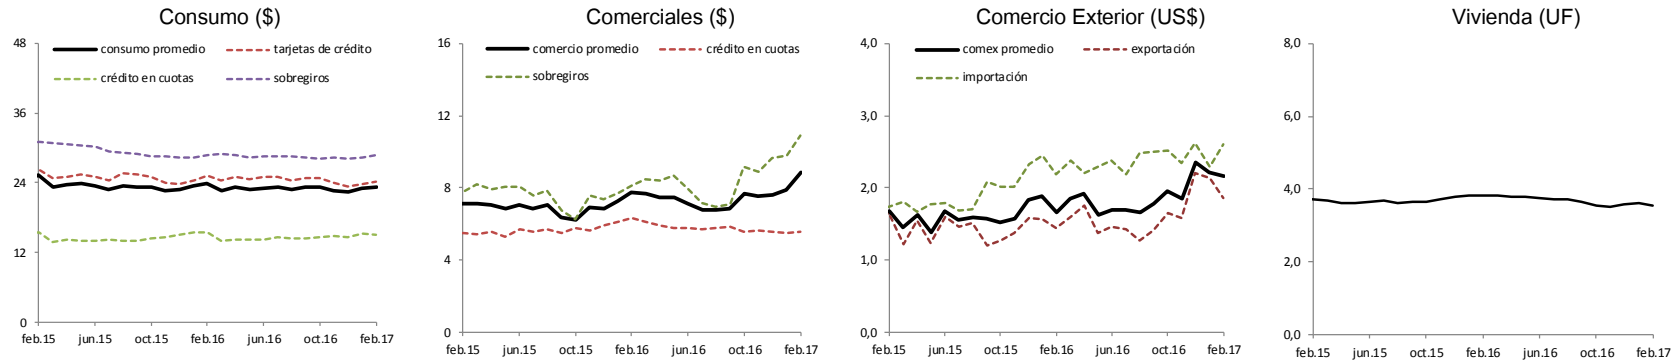 Consumo ($)
48
36
24
12
0
consumo promedio
tarjetas de crédito
crédito en cuotas
sobregiros
feb.15
jun.15
oct.15
feb.16
jun.16
oct.16
feb.17
Comerciales ($)
16
12
8
4
0
comercio promedio
crédito en cuotas
sobregiros
feb.15
jun.15
oct.15
feb.16
jun.16
oct.16
feb.17
Comercio Exterior (US$)
4,0
3,0
2,0
1,0
0,0
comex promedio
exportación
importación
feb.15
jun.15
oct.15
feb.16
jun.16
oct.16
feb.17
Vivienda (UF)
8,0
6,0
4,0
2,0
0,0
feb.15
jun.15
oct.15
feb.16
jun.16
oct.16
feb.17